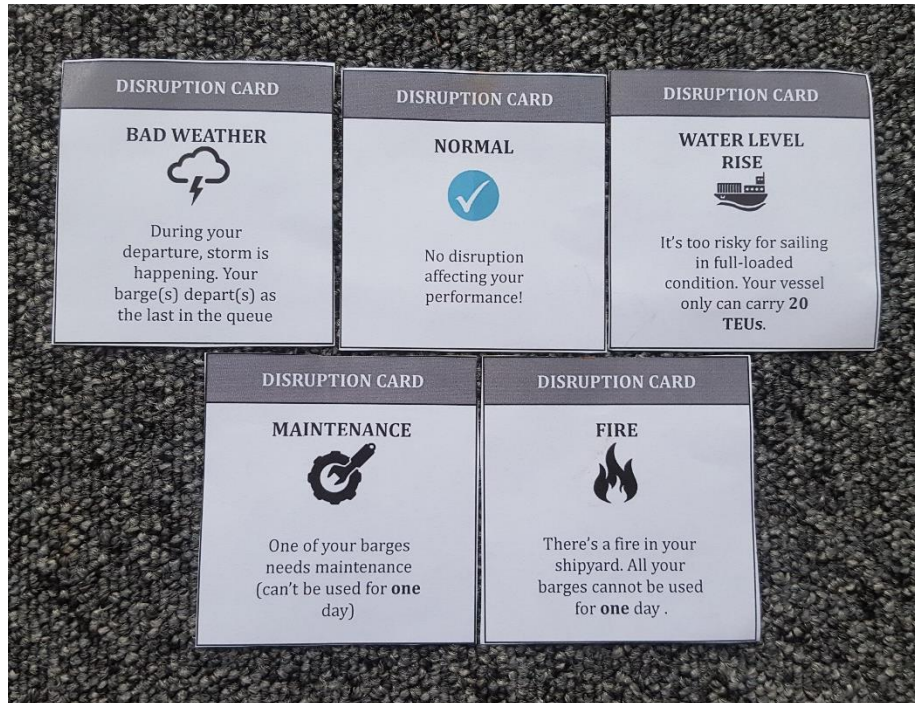 DISRUPTION CARD
BAD WEATHER
During your
departure, storm is
happening. Your
barge(s) depart(s) as
the last in the queue
DISRUPTION CARD
NORMAL
No disruption
affecting your
performance!
DISRUPTION CARD
WATER LEVEL
RISE
It's too risky for sailing
in full-loaded
condition. Your vessel
only can carry 20
TEUs.
DISRUPTION CARD
MAINTENANCE
One of your barges
needs maintenance
(can't be used for one
day)
DISRUPTION CARD
FIRE
There's a fire in your
shipyard. All your
barges cannot be used
for one day .